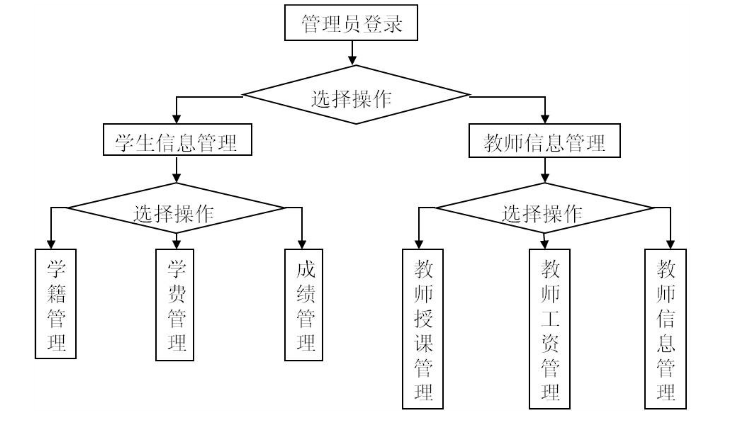 管理员登录
选择操作
学生信息管理
教师信息管理
选择操作
选择操作
学籍管理
学费管理
成绩管理
教师授课管理
教师工资管理
教师信息管理